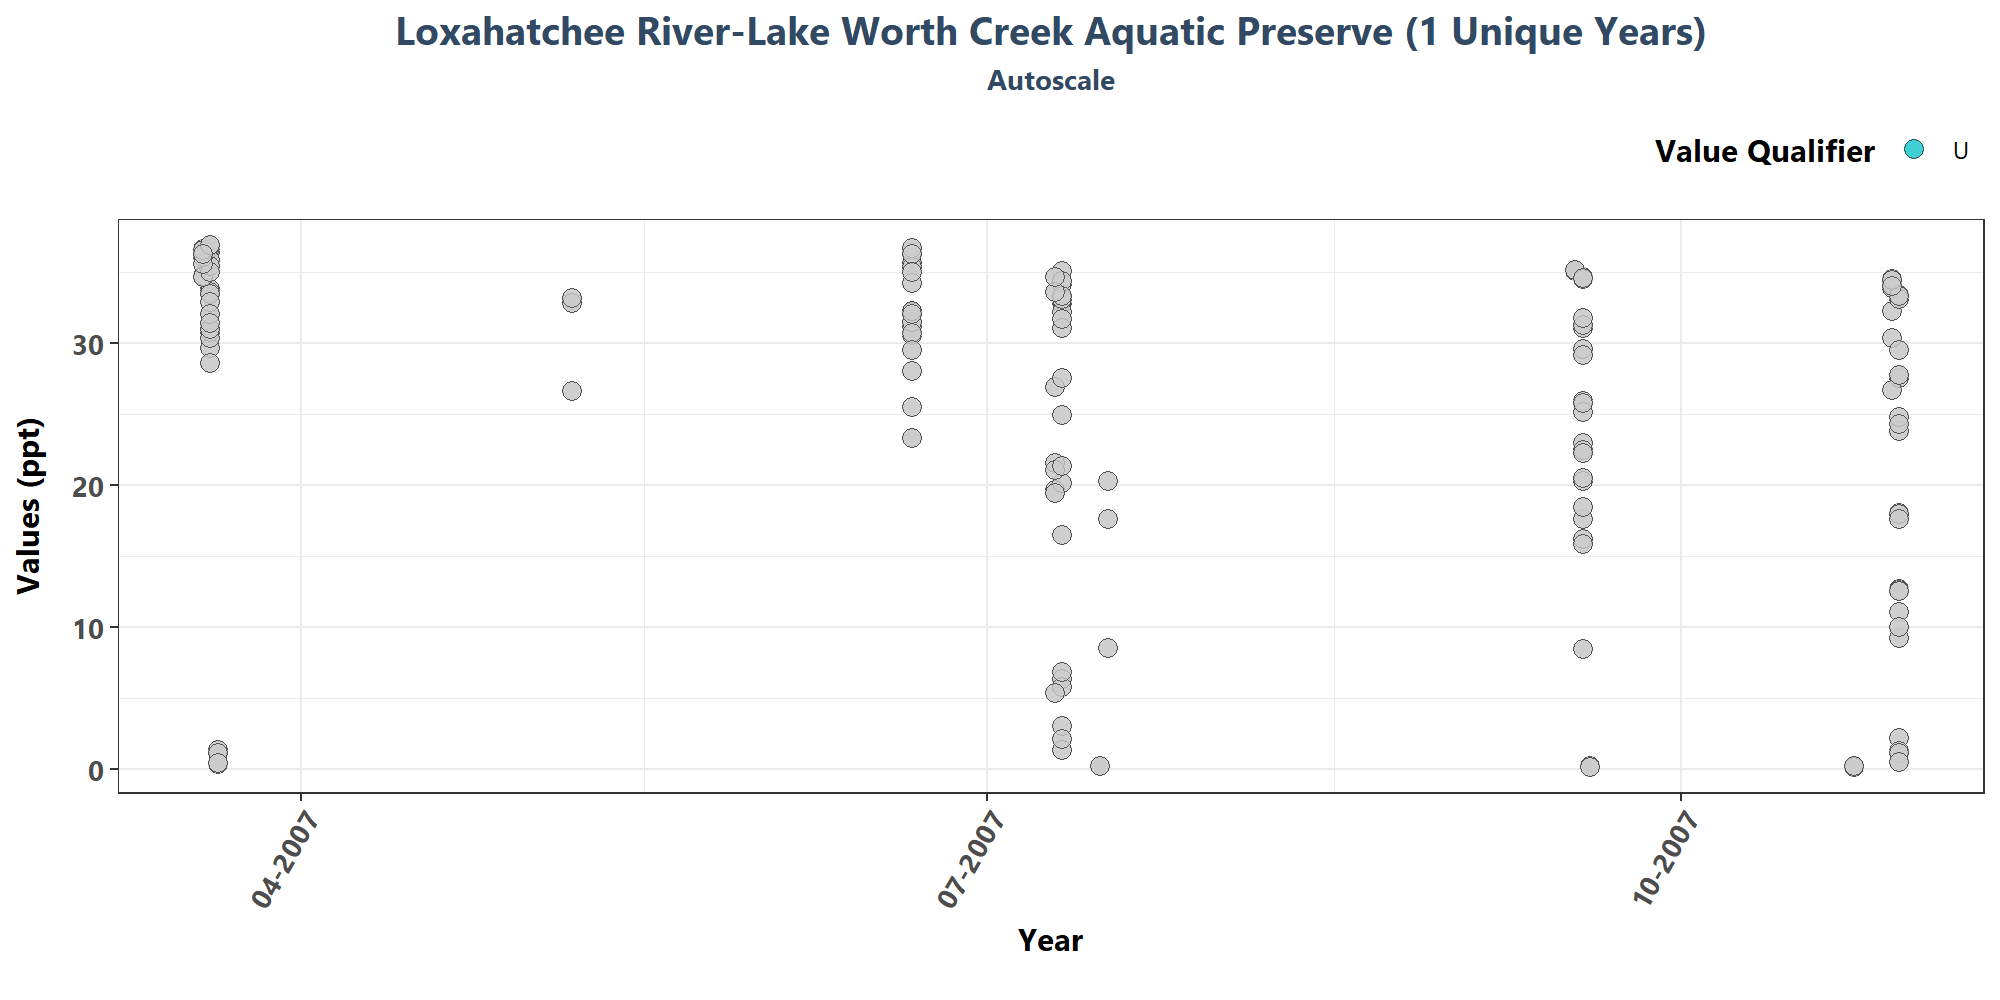 Loxahatchee River-Lake Worth Creek Aquatic Preserve (1 Unique Years)
Autoscale
Value Qualifier U
Values (ppt)
30
20
10
0
04-2007 07-2007 10-2007
Year